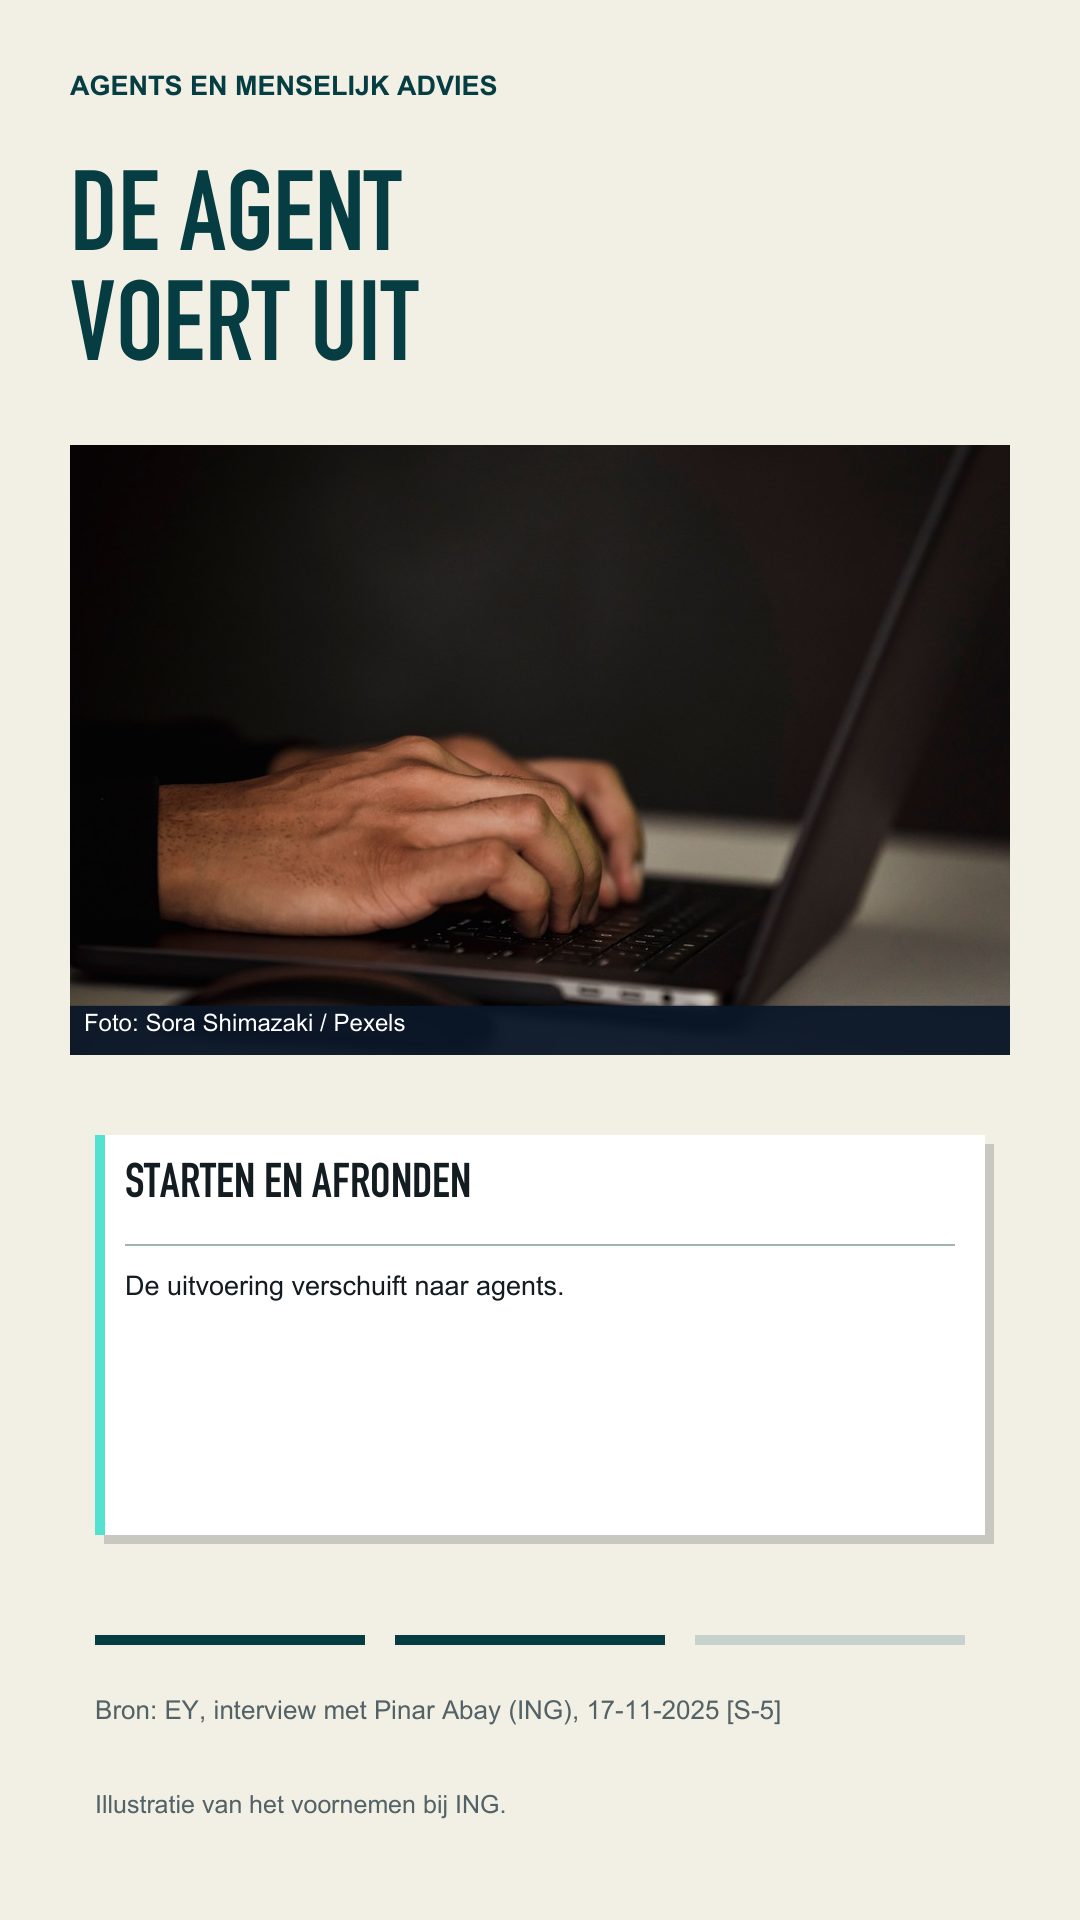 AGENTS EN MENSELIJK ADVIES
DE AGENT
VOERT UIT
Foto: Sora Shimazaki / Pexels
STARTEN EN AFRONDEN
De uitvoering verschuift naar agents.
Bron: EY, interview met Pinar Abay (ING), 17-11-2025 [S-5]
Illustratie van het voornemen bij ING.